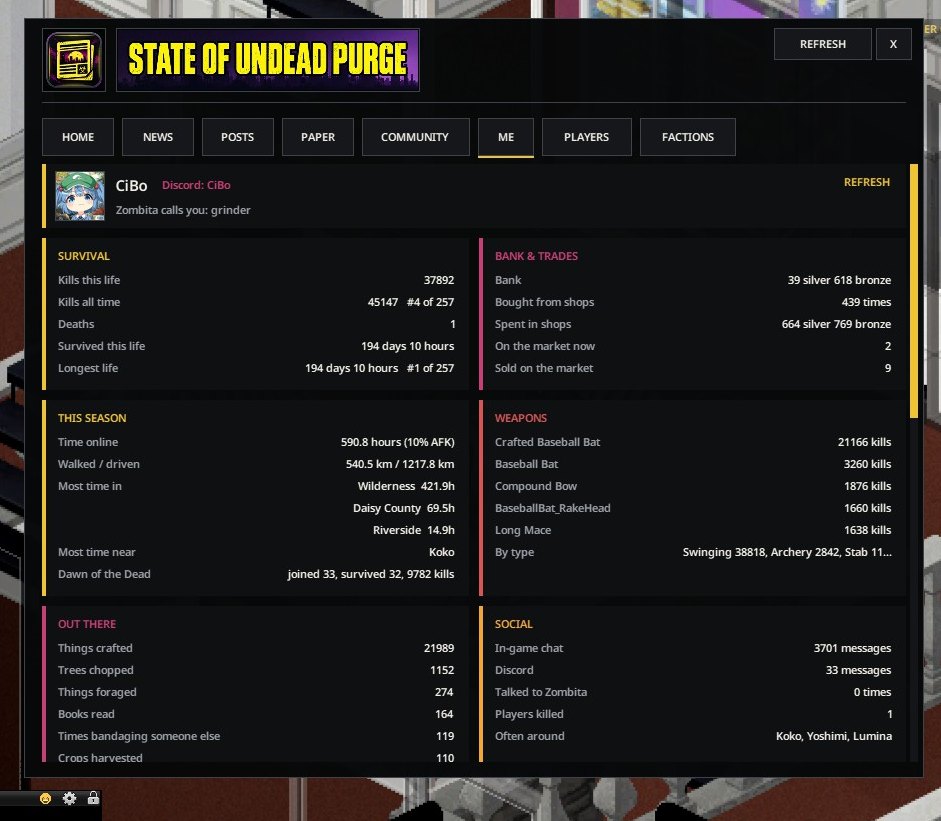 STATE OF UNDEAD PURGE
REFRESH
X
ER
HOME
NEWS
POSTS
PAPER
COMMUNITY
ME
PLAYERS
FACTIONS
CiBo Discord: CiBo
REFRESH
Zombita calls you: grinder
SURVIVAL
Kills this life 37892
Kills all time 45147 #4 of 257
Deaths 1
Survived this life 194 days 10 hours
Longest life 194 days 10 hours #1 of 257
BANK & TRADES
Bank 39 silver 618 bronze
Bought from shops 439 times
Spent in shops 664 silver 769 bronze
On the market now 2
Sold on the market 9
THIS SEASON
Time online 590.8 hours (10% AFK)
Walked / driven 540.5 km / 1217.8 km
Most time in Wilderness 421.9h
Daisy County 69.5h
Riverside 14.9h
Most time near Koko
Dawn of the Dead joined 33, survived 32, 9782 kills
WEAPONS
Crafted Baseball Bat 21166 kills
Baseball Bat 3260 kills
Compound Bow 1876 kills
BaseballBat_RakeHead 1660 kills
Long Mace 1638 kills
By type Swinging 38818, Archery 2842, Stab 11...
OUT THERE
Things crafted 21989
Trees chopped 1152
Things foraged 274
Books read 164
Times bandaging someone else 119
Crops harvested 110
SOCIAL
In-game chat 3701 messages
Discord 33 messages
Talked to Zombita 0 times
Players killed 1
Often around Koko, Yoshimi, Lumina